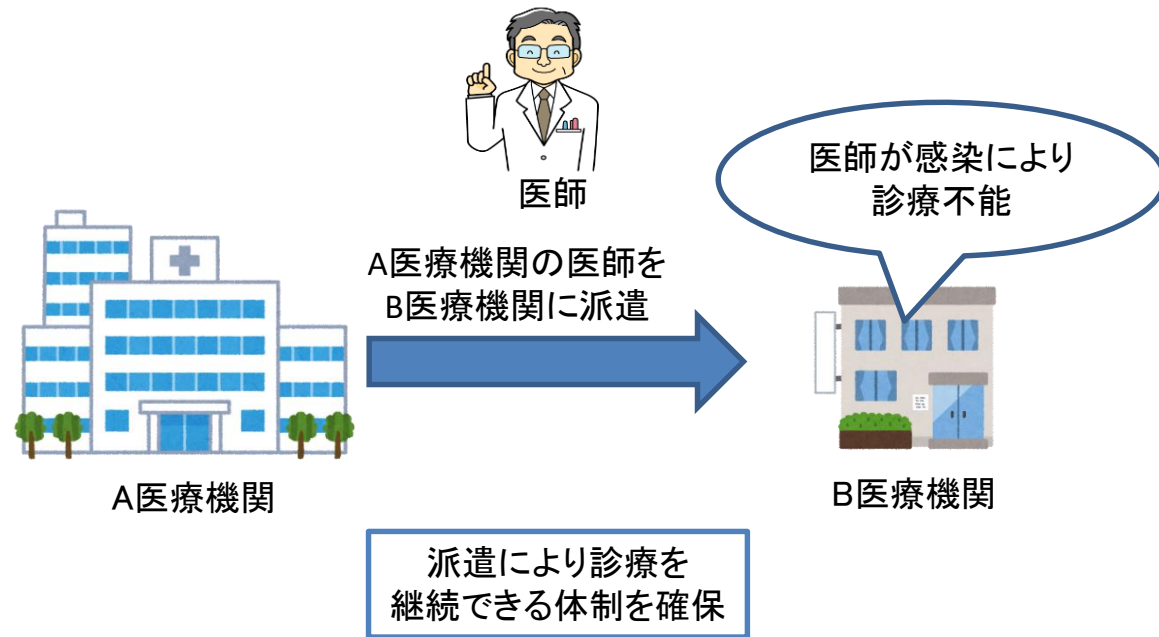 医師
医師が感染により
診療不能
A医療機関の医師を
B医療機関に派遣
A医療機関
B医療機関
派遣により診療を
継続できる体制を確保